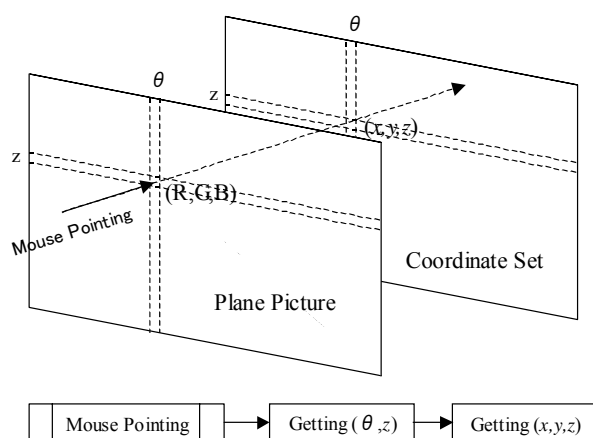 θ
z
(x,y,z)
Coordinate Set
θ
z
(R,G,B)
Mouse Pointing
Plane Picture
Mouse Pointing
Getting (θ,z)
Getting (x,y,z)